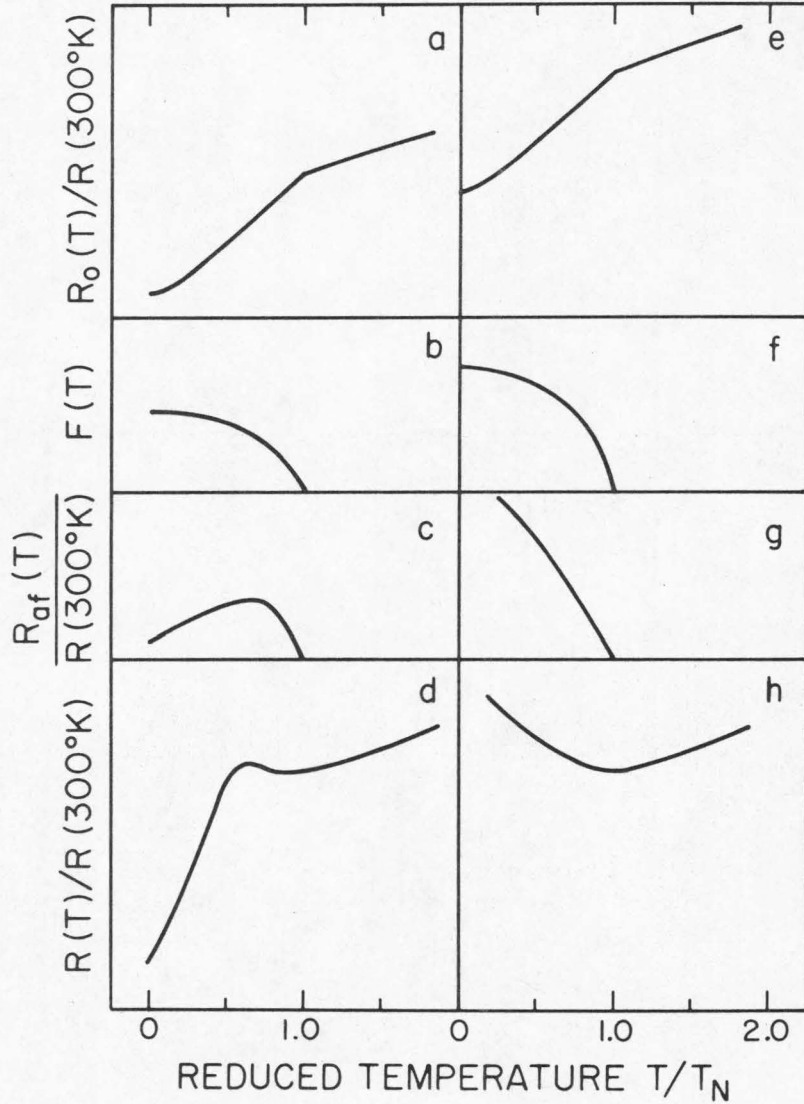 a
e
R₀(T)/R(300°K)
b
f
F(T)
c
g
R_af(T)
R(300°K)
d
h
R(T)/R(300°K)
0 1.0 0 1.0 2.0
REDUCED TEMPERATURE T/T_N